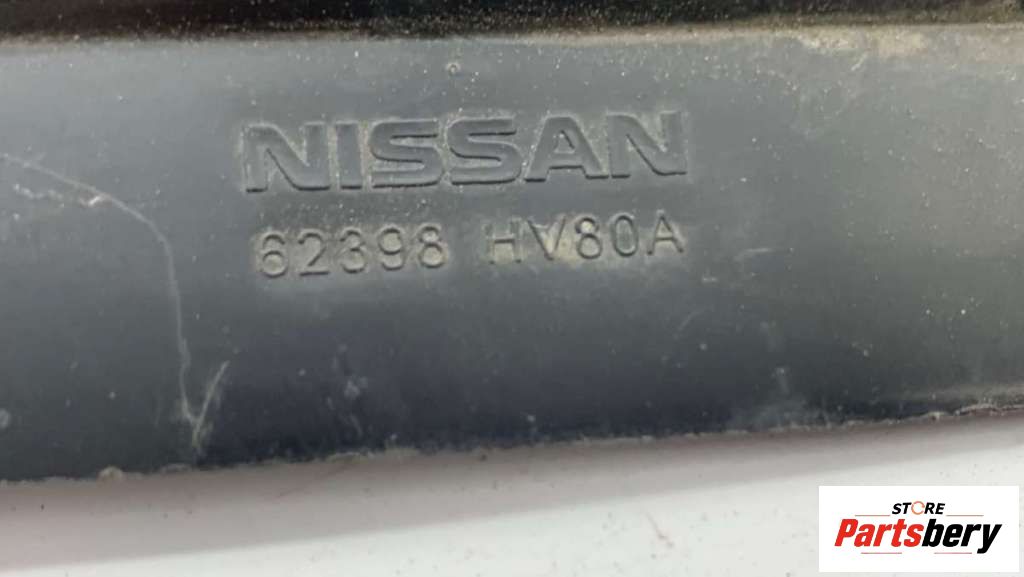 NISSAN
62398 HV80A
STORE
Partsbery